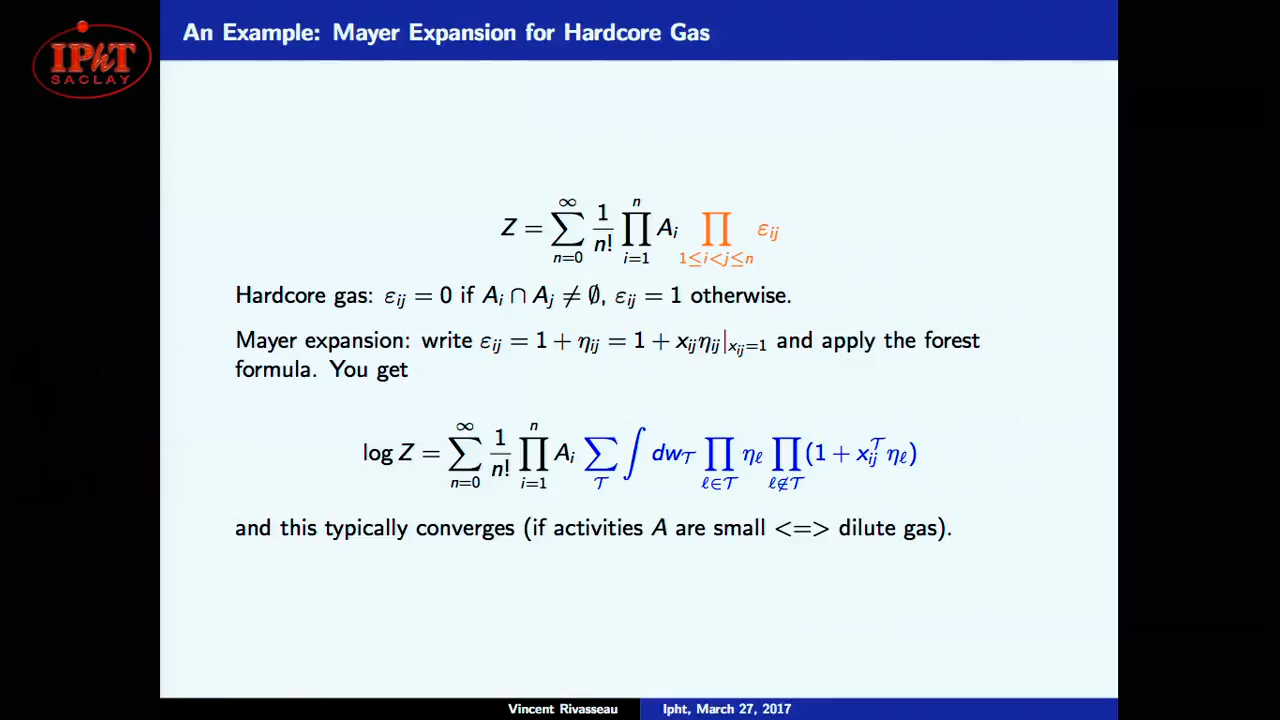 IPhT
SACLAY
An Example: Mayer Expansion for Hardcore Gas
Z = ∑_{n=0}^{∞} 1/n! ∏_{i=1}^{n} A_i ∏_{1≤i<j≤n} ε_{ij}
Hardcore gas: ε_{ij} = 0 if A_i ∩ A_j ≠ ∅, ε_{ij} = 1 otherwise.
Mayer expansion: write ε_{ij} = 1 + η_{ij} = 1 + x_{ij}η_{ij}|_{x_{ij}=1} and apply the forest
formula. You get
log Z = ∑_{n=0}^{∞} 1/n! ∏_{i=1}^{n} A_i ∑_{𝒯} ∫ dw_𝒯 ∏_{ℓ∈𝒯} η_ℓ ∏_{ℓ∉𝒯} (1 + x_{ij}^{𝒯} η_ℓ)
and this typically converges (if activities A are small <=> dilute gas).
Vincent Rivasseau
Ipht, March 27, 2017